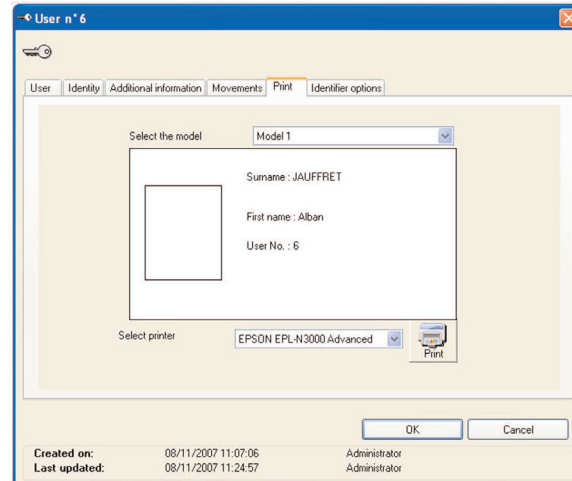 User n°6
User Identity Additional information Movements Print Identifier options
Select the model Model 1
Surname : JAUFFRET
First name : Alban
User No. : 6
Select printer EPSON EPL-N3000 Advanced Print
OK Cancel
Created on: 08/11/2007 11:07:06 Administrator
Last updated: 08/11/2007 11:24:57 Administrator